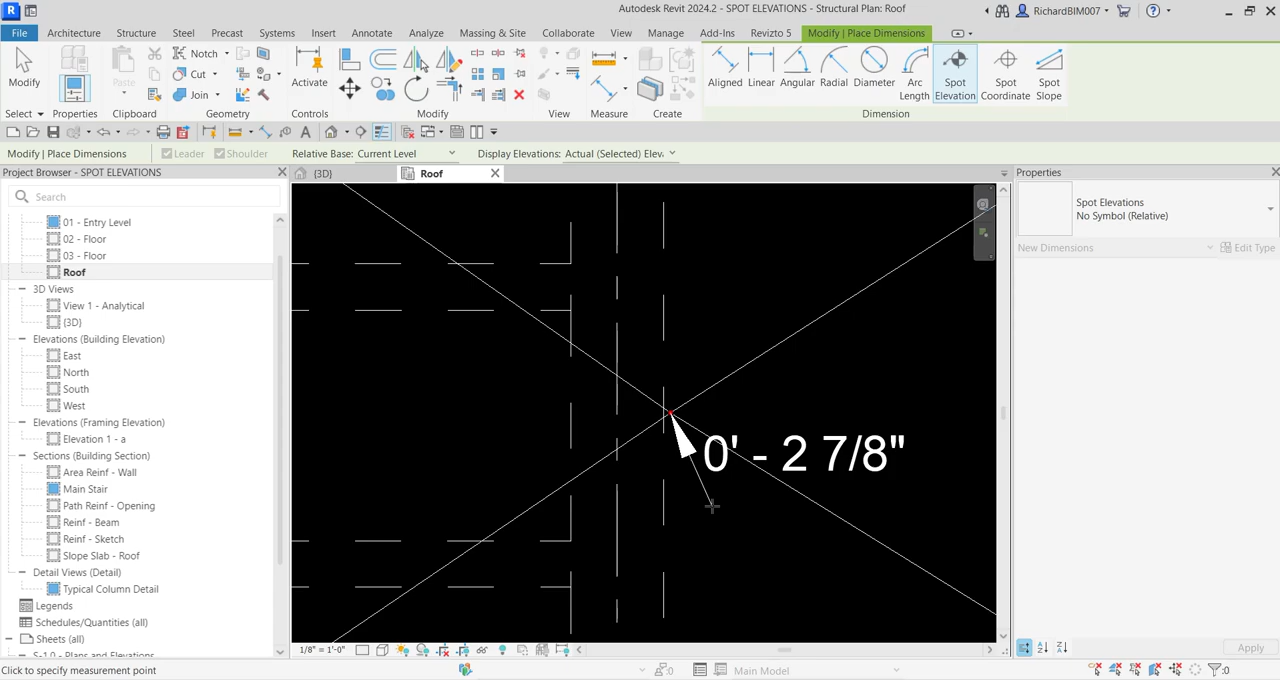 Autodesk Revit 2024.2 - SPOT ELEVATIONS - Structural Plan: Roof
RichardBIM007
File Architecture Structure Steel Precast Systems Insert Annotate Analyze Massing & Site Collaborate View Manage Add-Ins Revizto 5 Modify | Place Dimensions
Modify
Select
Properties
Paste
Clipboard
Notch
Cut
Join
Geometry
Activate
Controls
Modify
View
Measure
Create
Aligned Linear Angular Radial Diameter Arc Length Spot Elevation Spot Coordinate Spot Slope
Dimension
Modify | Place Dimensions Leader Shoulder Relative Base: Current Level Display Elevations: Actual (Selected) Elev
Project Browser - SPOT ELEVATIONS
Search
01 - Entry Level
02 - Floor
03 - Floor
Roof
3D Views
View 1 - Analytical
{3D}
Elevations (Building Elevation)
East
North
South
West
Elevations (Framing Elevation)
Elevation 1 - a
Sections (Building Section)
Area Reinf - Wall
Main Stair
Path Reinf - Opening
Reinf - Beam
Reinf - Sketch
Slope Slab - Roof
Detail Views (Detail)
Typical Column Detail
Legends
Schedules/Quantities (all)
Sheets (all)
S-1.0 - Plans and Elevations
{3D} Roof
0' - 2 7/8"
1/8" = 1'-0"
Properties
Spot Elevations
No Symbol (Relative)
New Dimensions Edit Type
Apply
Click to specify measurement point
:0 Main Model :0